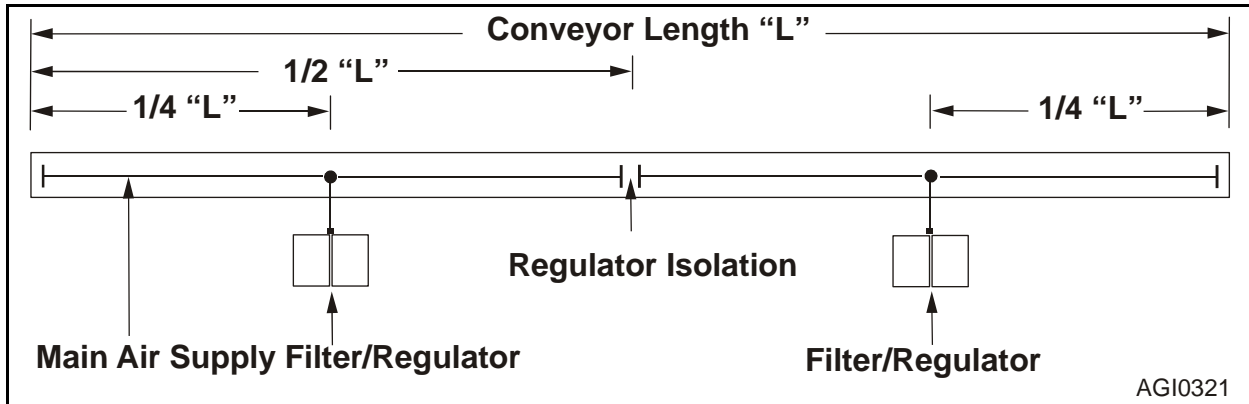 Conveyor Length “L”
1/2 “L”
1/4 “L”
1/4 “L”
Regulator Isolation
Main Air Supply
Filter/Regulator
Filter/Regulator
AGI0321